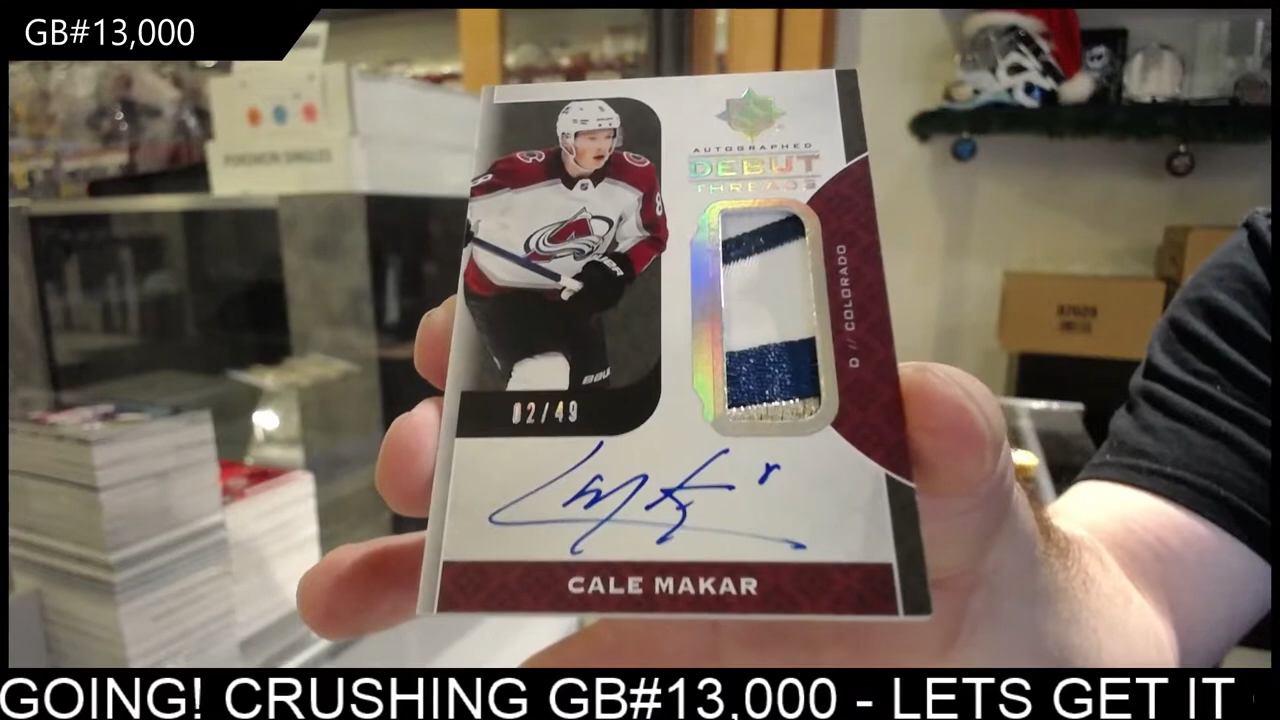 GB#13,000
POKEMON SINGLES
AUTOGRAPHED
DEBUT
THREADS
D // COLORADO
02/49
CALE MAKAR
GOING! CRUSHING GB#13,000 - LETS GET IT